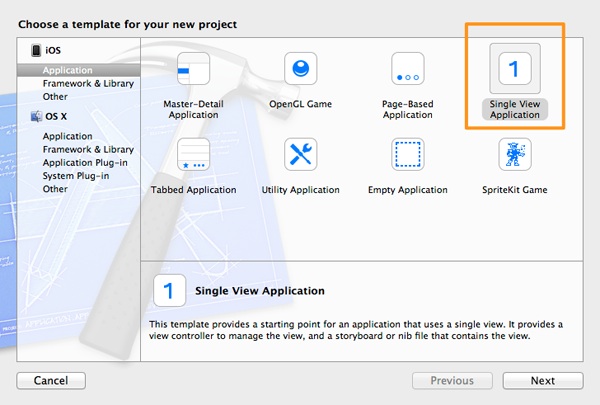 Choose a template for your new project
iOS
Application
Framework & Library
Other
OS X
Application
Framework & Library
Application Plug-in
System Plug-in
Other
Master-Detail
Application
OpenGL Game
Page-Based
Application
1
Single View
Application
Tabbed Application
Utility Application
Empty Application
SpriteKit Game
1
Single View Application
This template provides a starting point for an application that uses a single view. It provides a
view controller to manage the view, and a storyboard or nib file that contains the view.
Cancel
Previous
Next